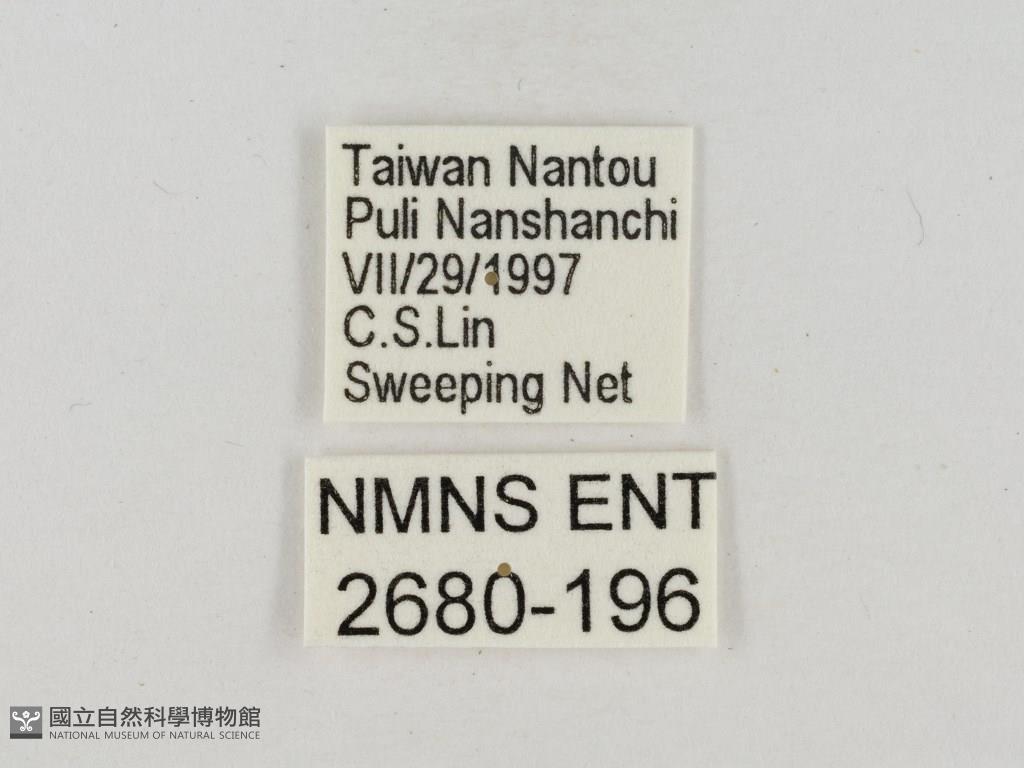 Taiwan Nantou
Puli Nanshanchi
VII/29/1997
C.S.Lin
Sweeping Net
NMNS ENT
2680-196
國立自然科學博物館
NATIONAL MUSEUM OF NATURAL SCIENCE